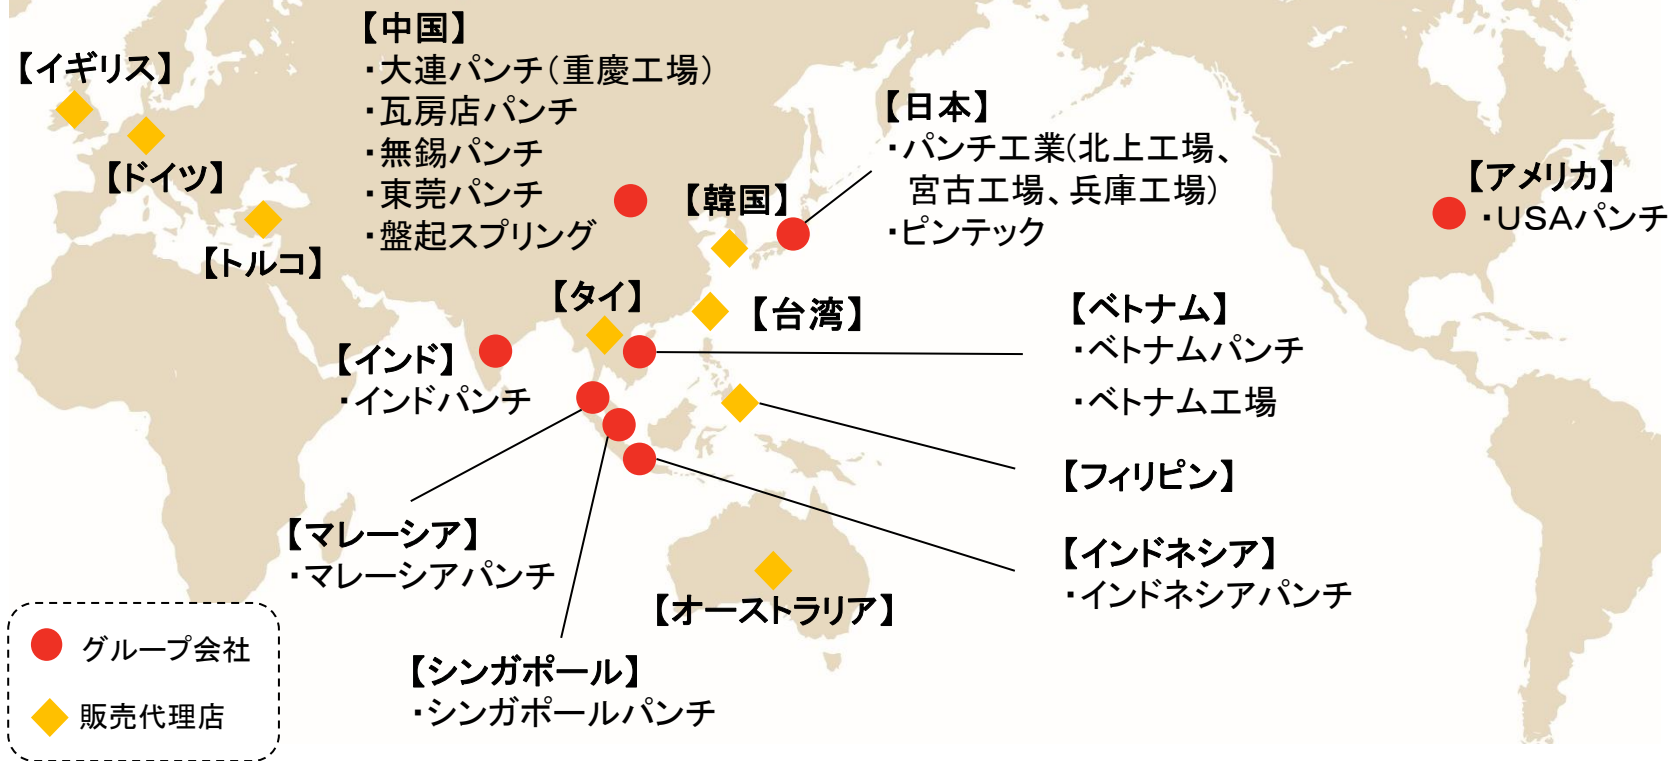 【イギリス】
【ドイツ】
【トルコ】
【中国】
・大連パンチ(重慶工場)
・瓦房店パンチ
・無錫パンチ
・東莞パンチ
・盤起スプリング
【韓国】
【日本】
・パンチ工業(北上工場、
宮古工場、兵庫工場)
・ピンテック
【アメリカ】
・USAパンチ
【タイ】
【台湾】
【インド】
・インドパンチ
【ベトナム】
・ベトナムパンチ
・ベトナム工場
【フィリピン】
【マレーシア】
・マレーシアパンチ
【インドネシア】
・インドネシアパンチ
【オーストラリア】
【シンガポール】
・シンガポールパンチ
グループ会社
販売代理店